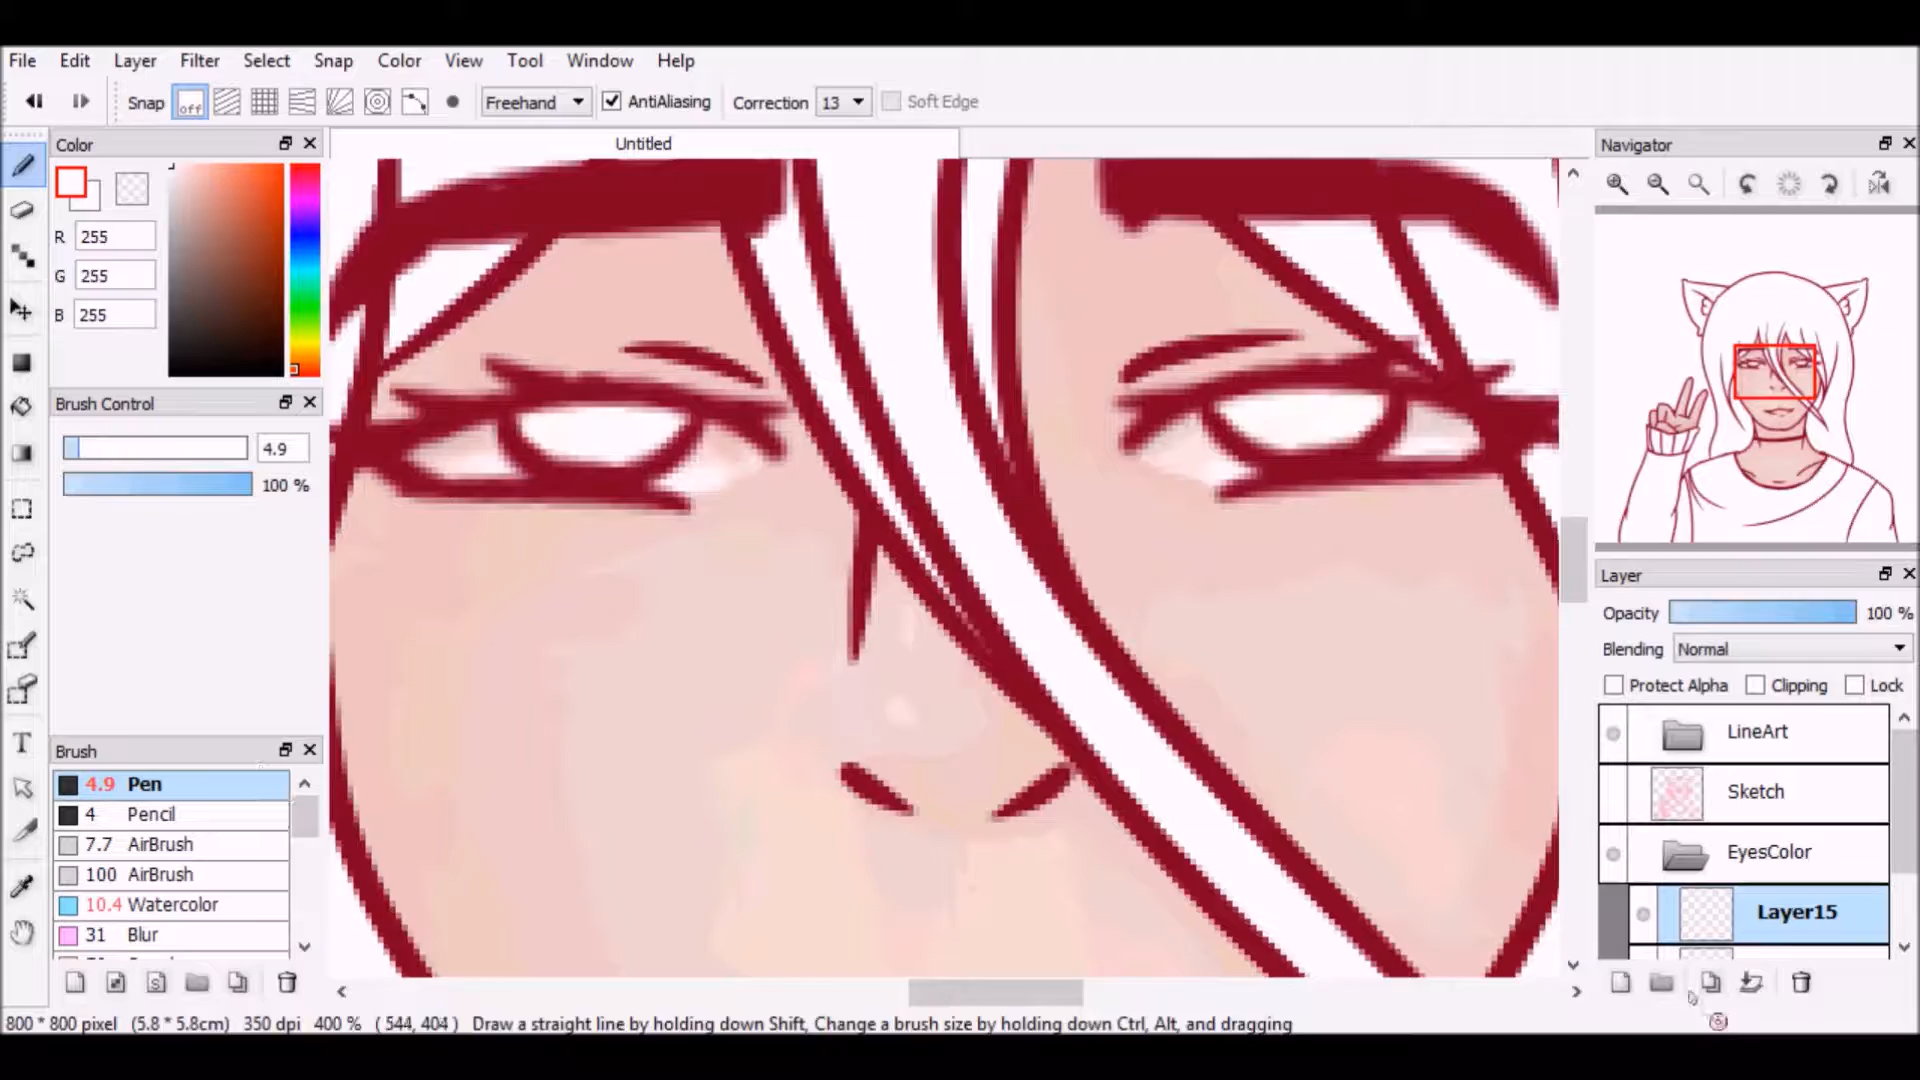 File Edit Layer Filter Select Snap Color View Tool Window Help
Snap off Freehand AntiAliasing Correction 13 Soft Edge
Color
R 255
G 255
B 255
Brush Control
4.9
100 %
Brush
4.9 Pen
4 Pencil
7.7 AirBrush
100 AirBrush
10.4 Watercolor
31 Blur
Untitled
Navigator
Layer
Opacity 100 %
Blending Normal
Protect Alpha Clipping Lock
LineArt
Sketch
EyesColor
Layer15
800 * 800 pixel (5.8 * 5.8cm) 350 dpi 400 % ( 544, 404 ) Draw a straight line by holding down Shift, Change a brush size by holding down Ctrl, Alt, and dragging